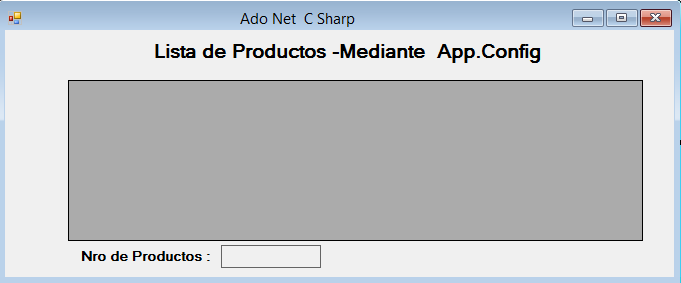 Ado Net C Sharp
Lista de Productos -Mediante App.Config
Nro de Productos :